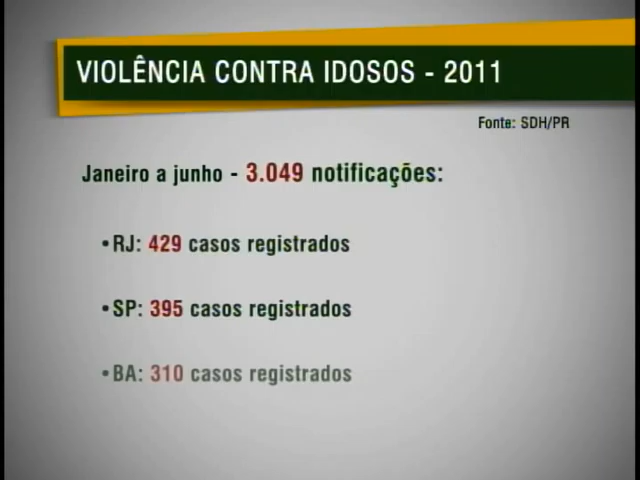 VIOLÊNCIA CONTRA IDOSOS - 2011
Fonte: SDH/PR
Janeiro a junho - 3.049 notificações:
•RJ: 429 casos registrados
•SP: 395 casos registrados
•BA: 310 casos registrados